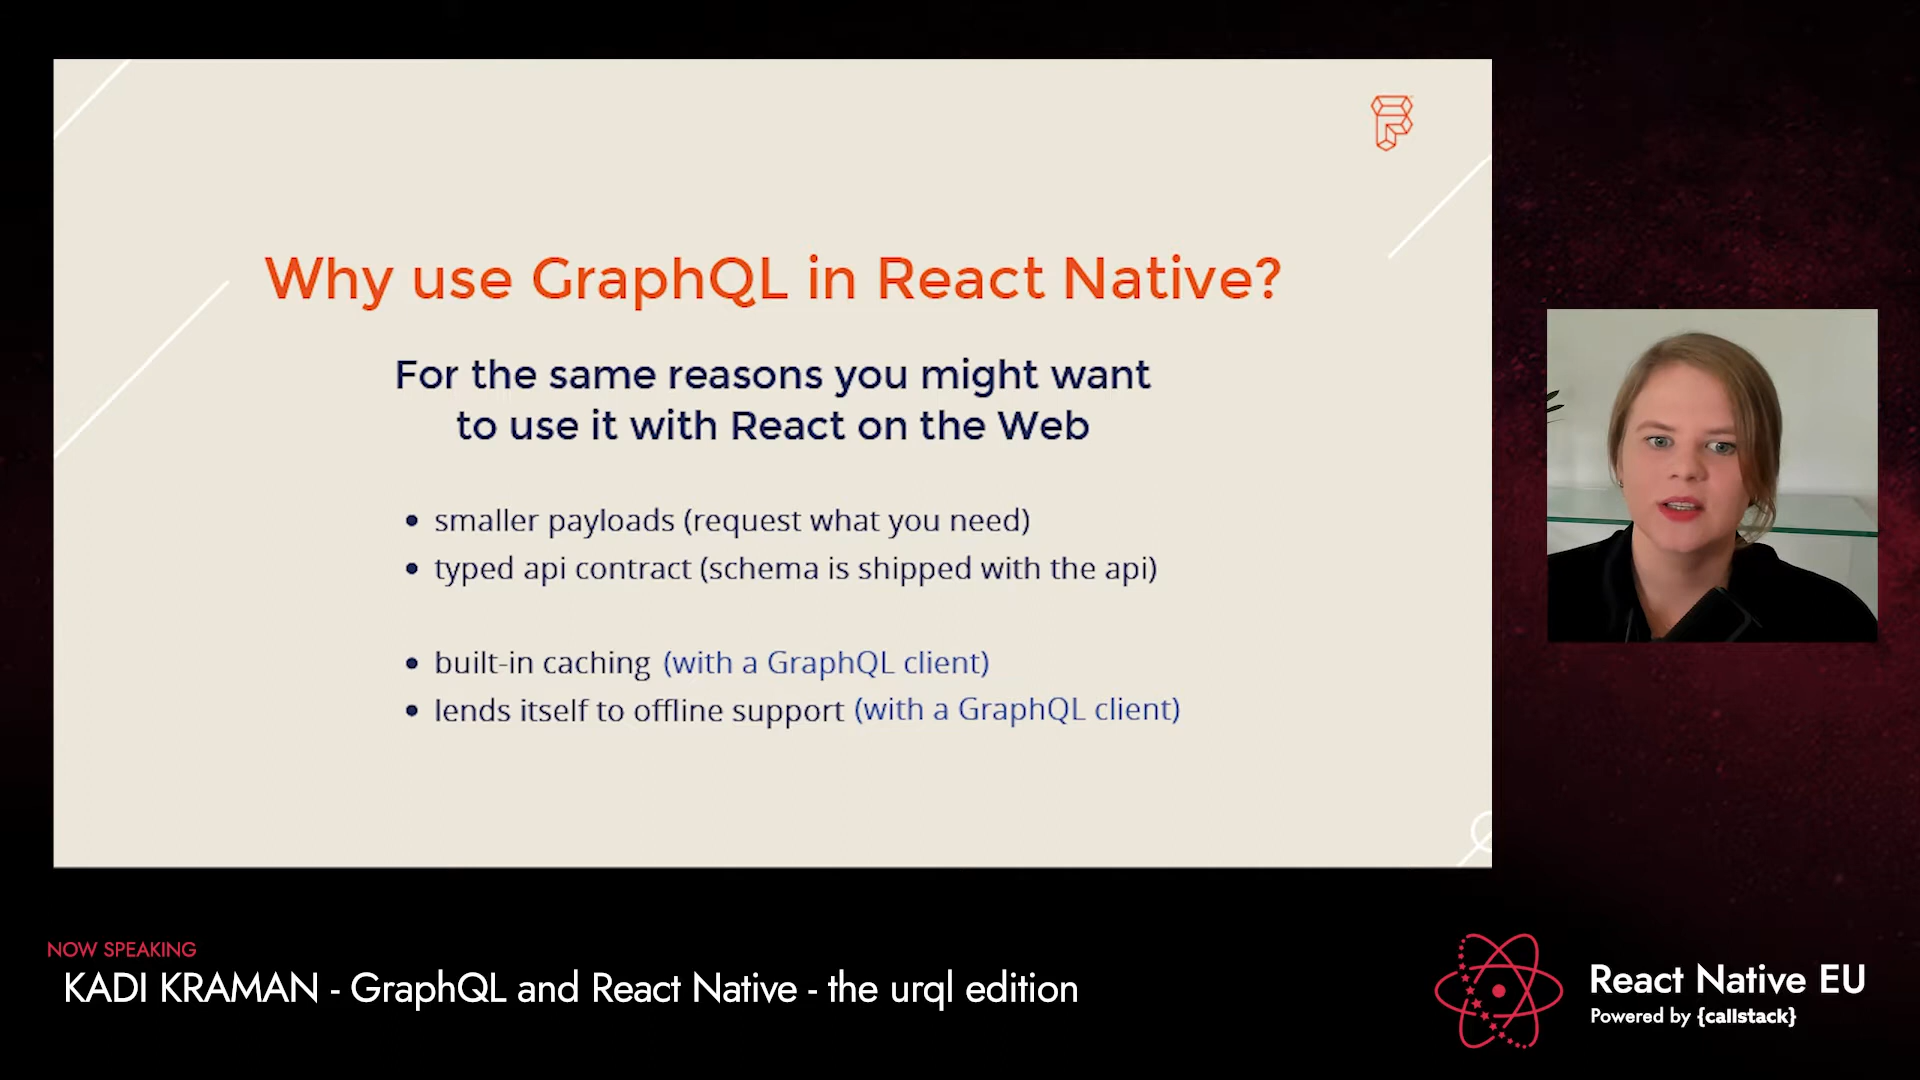 Why use GraphQL in React Native?
For the same reasons you might want
to use it with React on the Web
• smaller payloads (request what you need)
• typed api contract (schema is shipped with the api)
• built-in caching (with a GraphQL client)
• lends itself to offline support (with a GraphQL client)
NOW SPEAKING
KADI KRAMAN - GraphQL and React Native - the urql edition
React Native EU
Powered by {callstack}